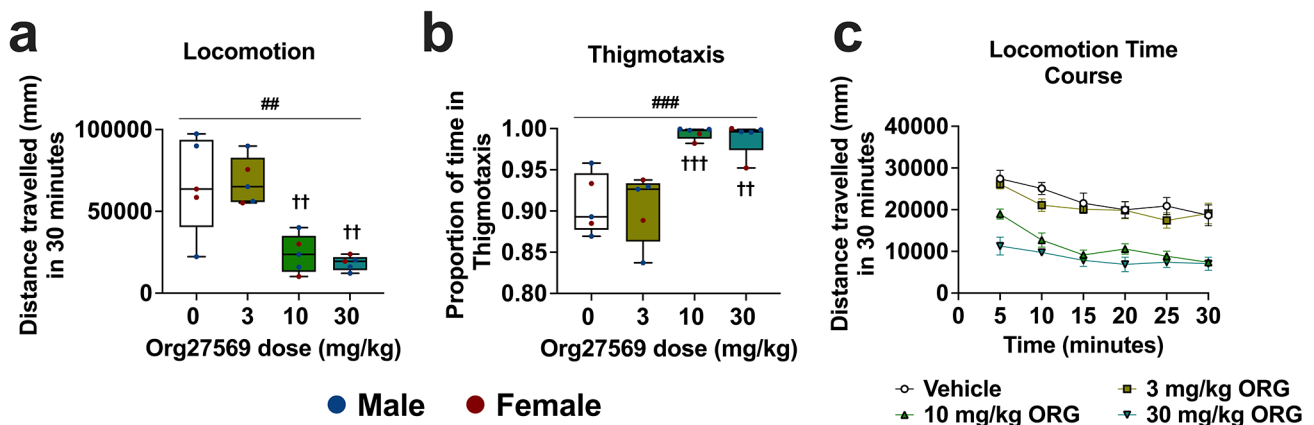 a
Locomotion
Distance travelled (mm)
in 30 minutes
##
100000
50000
0
††
††
0 3 10 30
Org27569 dose (mg/kg)
b
Thigmotaxis
Proportion of time in
Thigmotaxis
###
1.00
0.95
0.90
0.85
0.80
†††
††
0 3 10 30
Org27569 dose (mg/kg)
Male Female
c
Locomotion Time
Course
Distance travelled (mm)
in 30 minutes
40000
30000
20000
10000
0
0 5 10 15 20 25 30
Time (minutes)
Vehicle 3 mg/kg ORG
10 mg/kg ORG 30 mg/kg ORG